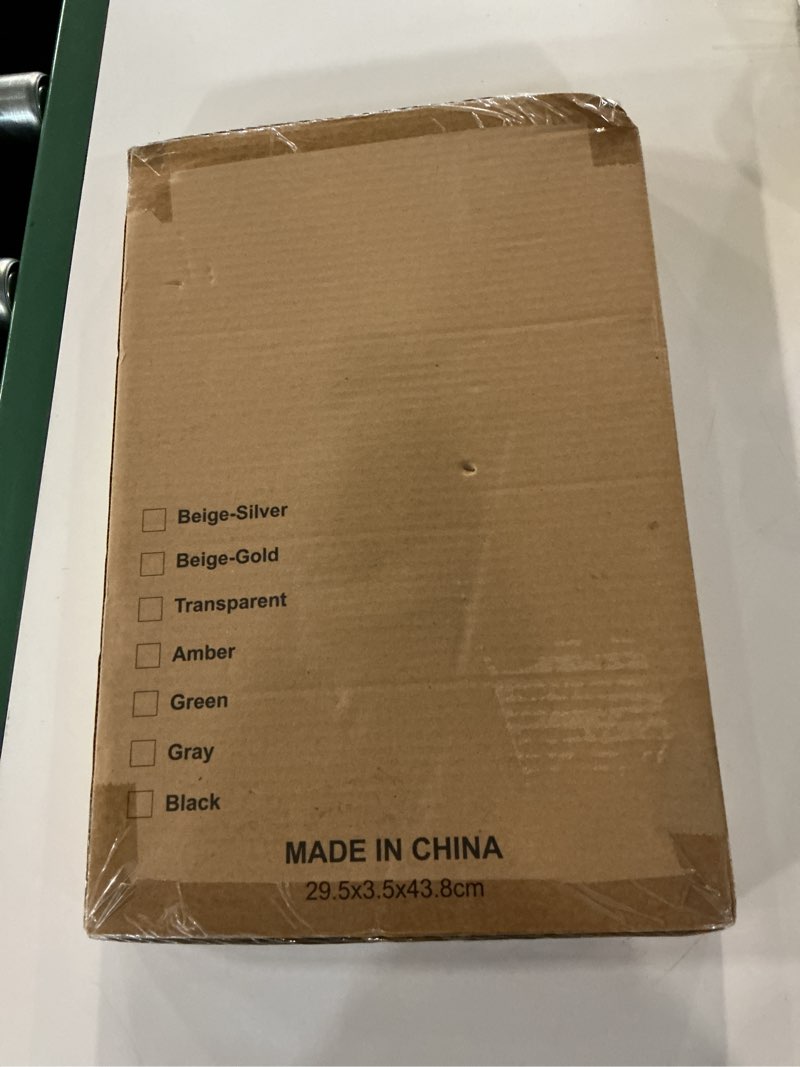 Beige-Silver
Beige-Gold
Transparent
Amber
Green
Gray
Black
MADE IN CHINA
29.5x3.5x43.8cm